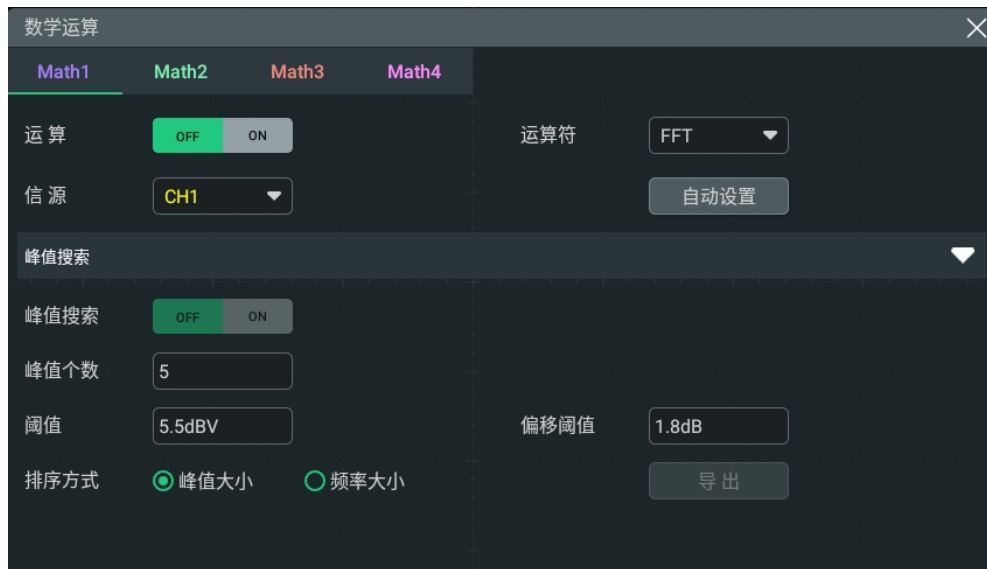 数学运算
Math1 Math2 Math3 Math4
运 算 OFF ON 运算符 FFT
信 源 CH1 自动设置
峰值搜索
峰值搜索 OFF ON
峰值个数 5
阈值 5.5dBV 偏移阈值 1.8dB
排序方式 峰值大小 频率大小 导 出